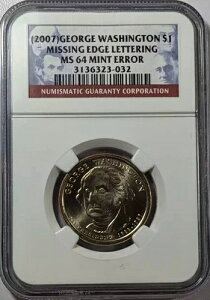 (2007) GEORGE WASHINGTON $1
MISSING EDGE LETTERING
MS 64 MINT ERROR
3136323-032
NUMISMATIC GUARANTY CORPORATION
GEORGE WASHINGTON